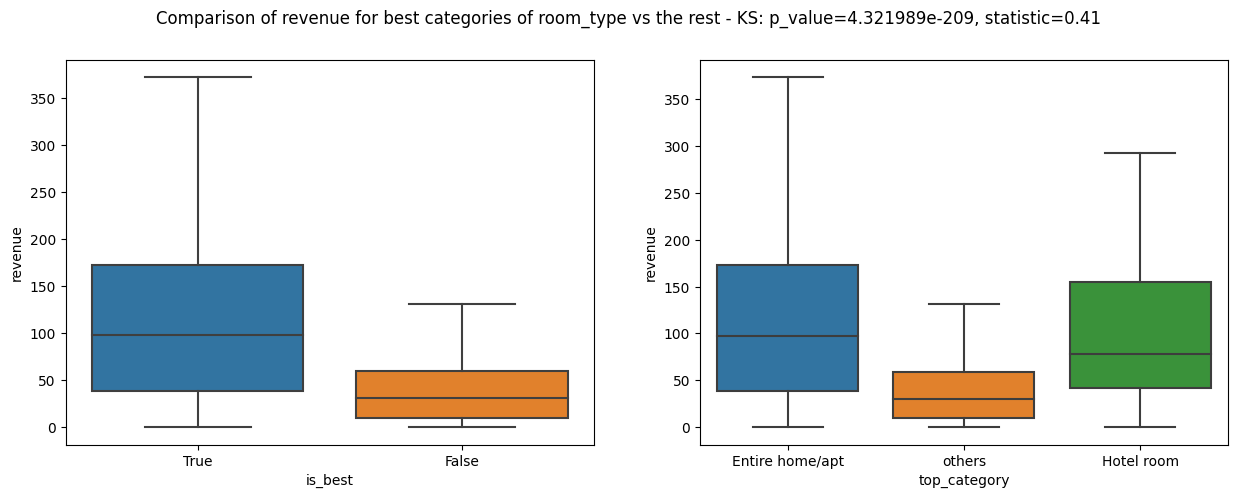 Comparison of revenue for best categories of room_type vs the rest - KS: p_value=4.321989e-209, statistic=0.41
revenue
350
300
250
200
150
100
50
0
True
False
is_best
revenue
350
300
250
200
150
100
50
0
Entire home/apt
others
Hotel room
top_category